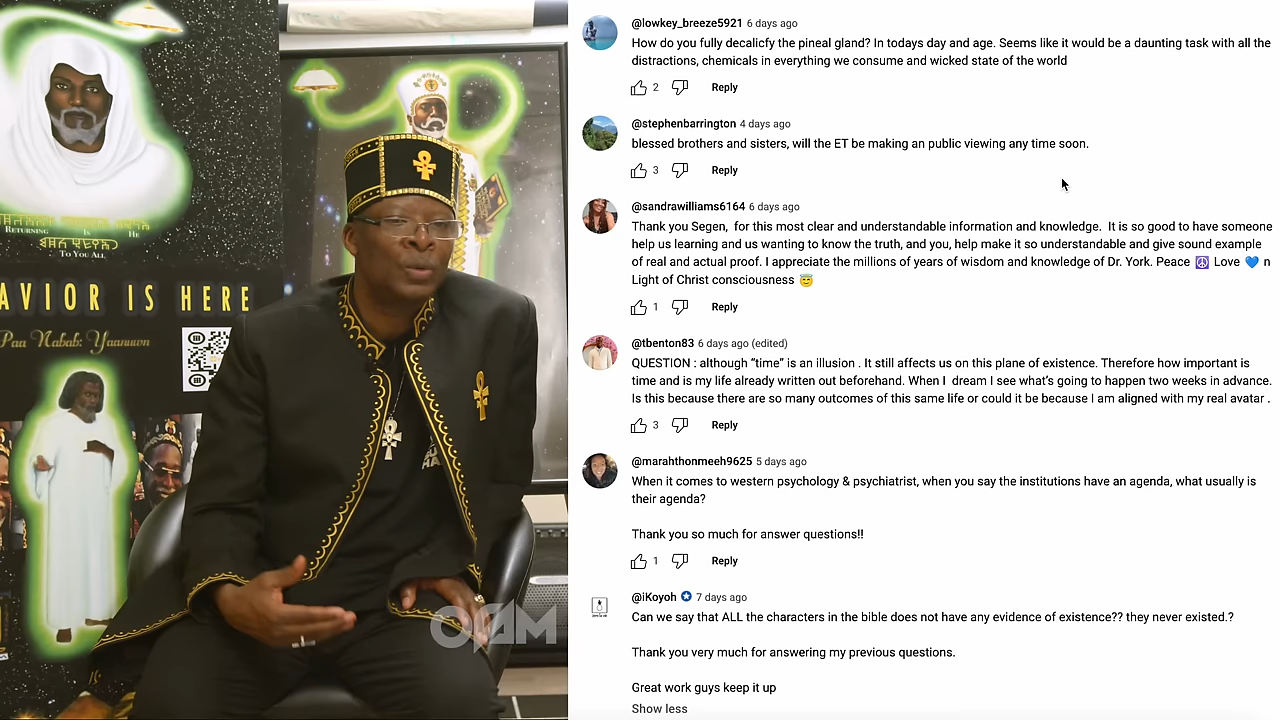 RETURNING IS HE
TO YOU ALL
AVIOR IS HERE
Paa Nabab: Yaanuwn
OGM
@lowkey_breeze5921 6 days ago
How do you fully decalicfy the pineal gland? In todays day and age. Seems like it would be a daunting task with all the
distractions, chemicals in everything we consume and wicked state of the world
2 Reply
@stephenbarrington 4 days ago
blessed brothers and sisters, will the ET be making an public viewing any time soon.
3 Reply
@sandrawilliams6164 6 days ago
Thank you Segen, for this most clear and understandable information and knowledge. It is so good to have someone
help us learning and us wanting to know the truth, and you, help make it so understandable and give sound example
of real and actual proof. I appreciate the millions of years of wisdom and knowledge of Dr. York. Peace ☮️ Love 💙 n
Light of Christ consciousness 😇
1 Reply
@tbenton83 6 days ago (edited)
QUESTION : although “time” is an illusion . It still affects us on this plane of existence. Therefore how important is
time and is my life already written out beforehand. When I dream I see what’s going to happen two weeks in advance.
Is this because there are so many outcomes of this same life or could it be because I am aligned with my real avatar .
3 Reply
@marahthonmeeh9625 5 days ago
When it comes to western psychology & psychiatrist, when you say the institutions have an agenda, what usually is
their agenda?
Thank you so much for answer questions!!
1 Reply
@iKoyoh 7 days ago
Can we say that ALL the characters in the bible does not have any evidence of existence?? they never existed.?
Thank you very much for answering my previous questions.
Great work guys keep it up
Show less